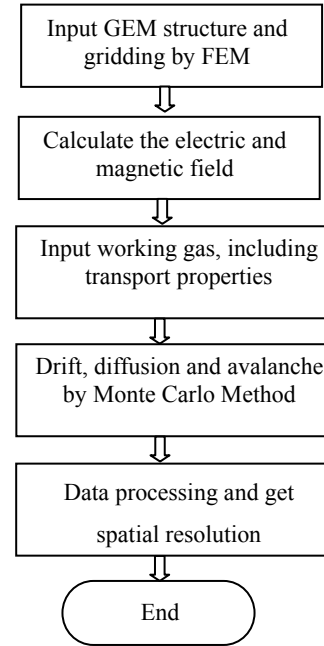 Input GEM structure and
gridding by FEM
Calculate the electric and
magnetic field
Input working gas, including
transport properties
Drift, diffusion and avalanche
by Monte Carlo Method
Data processing and get
spatial resolution
End